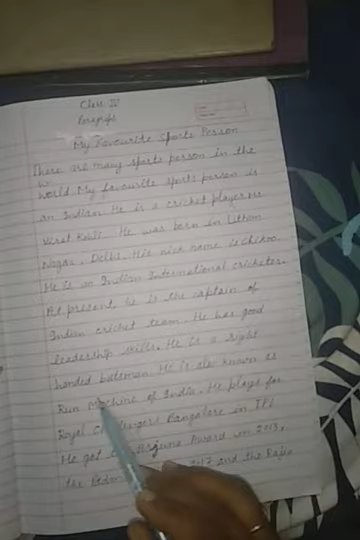 Class IV
Paragraph
My Favourite Sports Person
There are many sports person in the
world My favourite sports person is
an Indian. He is a cricket player Mr
Virat Kohli. He was born in Uttam
Nagar, Delhi. His nick name is chikoo.
He is an Indian International cricketer.
At present, he is the captain of
Indian cricket team. He has good
leadership skills. He is a right
handed batsman. He is also known as
Run Machine of India. He plays for
Royal Bangalore in IPL
He got Arjuna Award in 2013,
the 2017 and the Rajiv